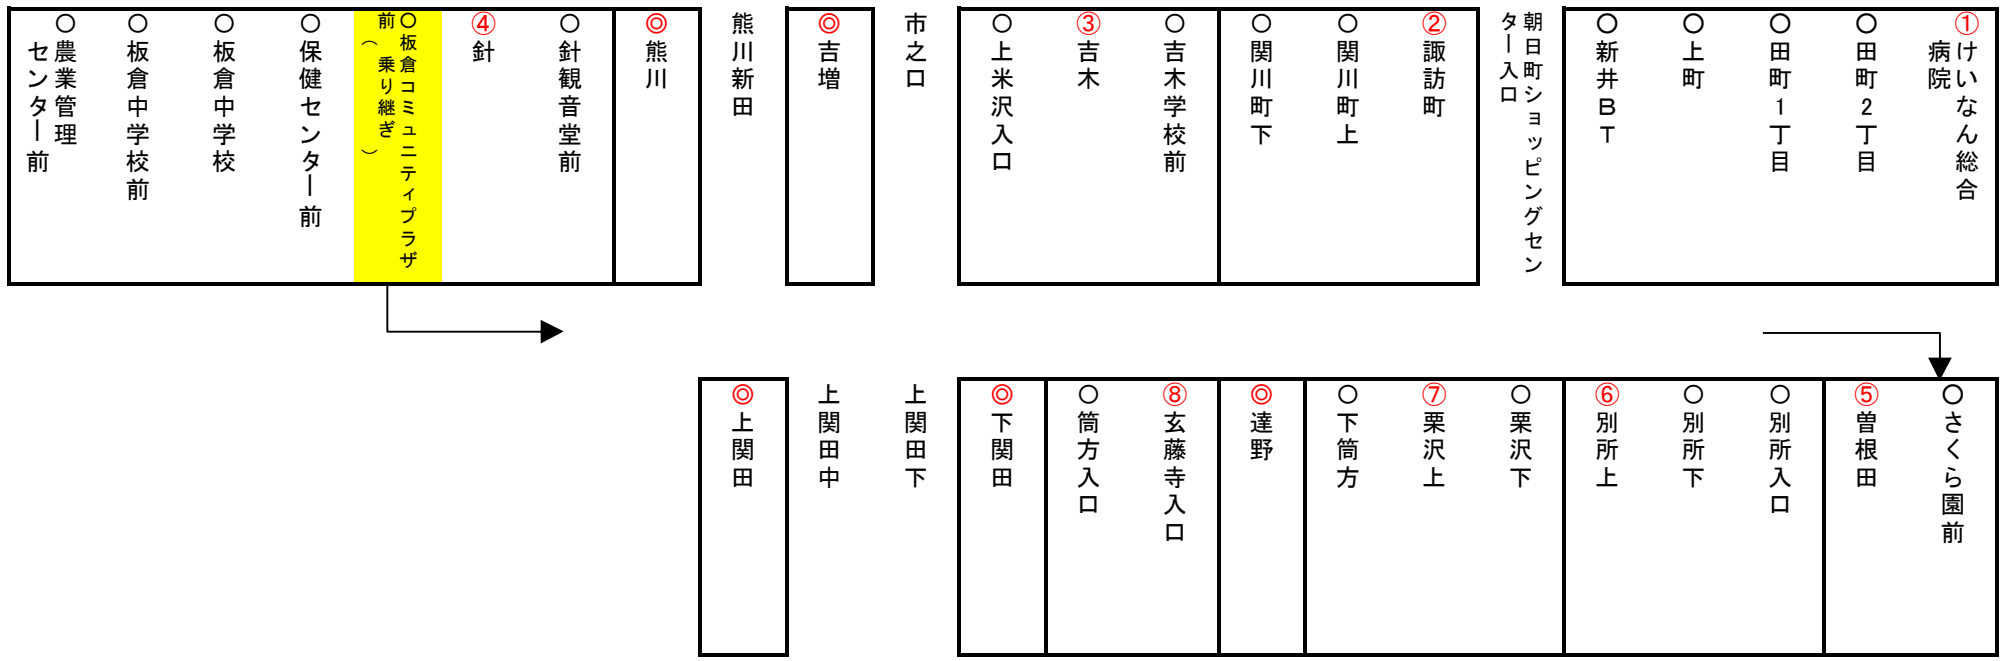 ①けいなん総合
病院
○田町2丁目
○田町1丁目
○上町
○新井BT
朝日町ショッピングセン
ター入口
②諏訪町
○関川町上
○関川町下
○吉木学校前
③吉木
○上米沢入口
市之口
◎吉増
熊川新田
◎熊川
○針観音堂前
④針
○板倉コミュニティプラザ
前（乗り継ぎ）
○保健センター前
○板倉中学校
○板倉中学校前
○農業管理
センター前
○さくら園前
⑤曽根田
○別所入口
○別所下
⑥別所上
○栗沢下
⑦栗沢上
○下筒方
◎達野
⑧玄藤寺入口
○筒方入口
◎下関田
上関田下
上関田中
◎上関田